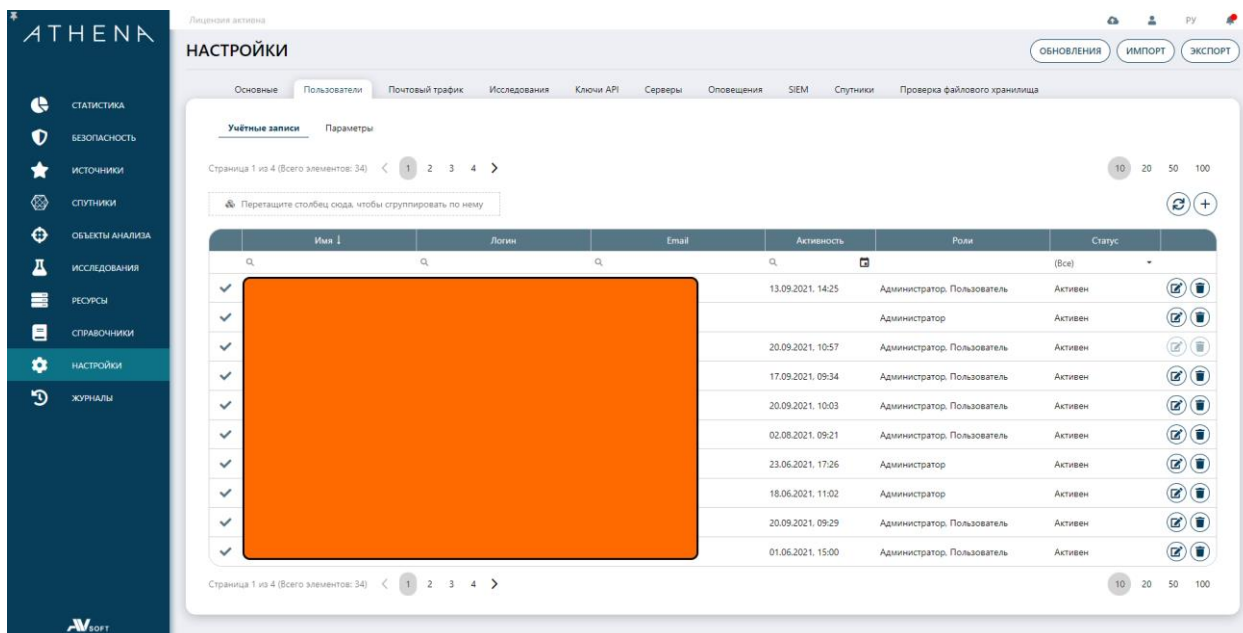 Лицензия активна
РУ
ATHENA
НАСТРОЙКИ
ОБНОВЛЕНИЯ ИМПОРТ ЭКСПОРТ
Основные Пользователи Почтовый трафик Исследования Ключи API Серверы Оповещения SIEM Спутники Проверка файлового хранилища
СТАТИСТИКА
БЕЗОПАСНОСТЬ
ИСТОЧНИКИ
СПУТНИКИ
ОБЪЕКТЫ АНАЛИЗА
ИССЛЕДОВАНИЯ
РЕСУРСЫ
СПРАВОЧНИКИ
НАСТРОЙКИ
ЖУРНАЛЫ
Учётные записи Параметры
Страница 1 из 4 (Всего элементов: 34) 1 2 3 4 10 20 50 100
Перетащите столбец сюда, чтобы сгруппировать по нему
Имя Логин Email Активность Роли Статус
(Все)
13.09.2021, 14:25 Администратор, Пользователь Активен
Администратор Активен
20.09.2021, 10:57 Администратор, Пользователь Активен
17.09.2021, 09:34 Администратор, Пользователь Активен
20.09.2021, 10:03 Администратор, Пользователь Активен
02.08.2021, 09:21 Администратор, Пользователь Активен
23.06.2021, 17:26 Администратор Активен
18.06.2021, 11:02 Администратор Активен
20.09.2021, 09:29 Администратор, Пользователь Активен
01.06.2021, 15:00 Администратор, Пользователь Активен
Страница 1 из 4 (Всего элементов: 34) 1 2 3 4 10 20 50 100
AVSOFT